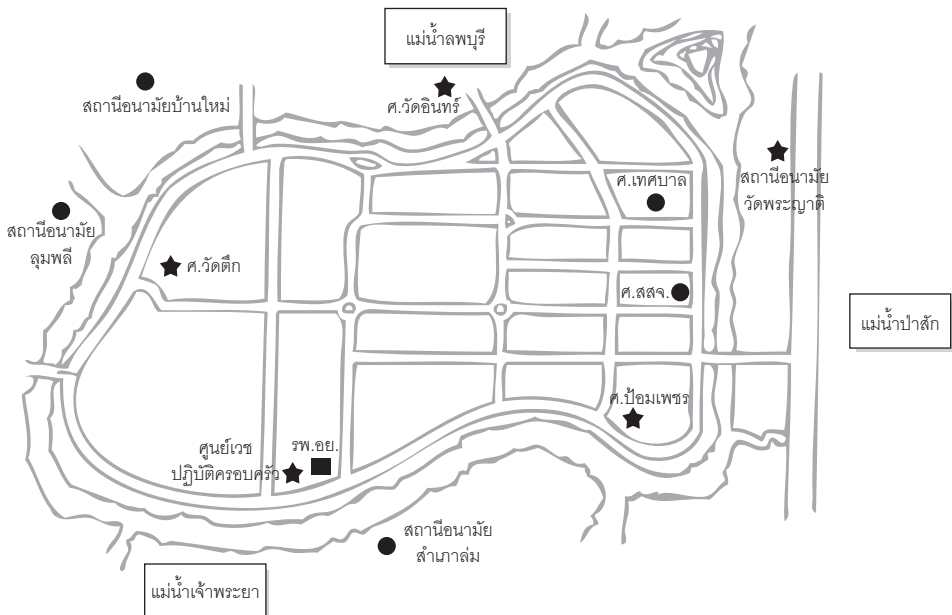 แม่น้ำลพบุรี
สถานีอนามัยบ้านใหม่
ศ.วัดอินทร์
สถานีอนามัย
วัดพระญาติ
ศ.เทศบาล
สถานีอนามัย
ลุมพลี
ศ.วัดตึก
ศ.สสจ.
แม่น้ำป่าสัก
ศ.ป้อมเพชร
ศูนย์เวช
ปฏิบัติครอบครัว
รพ.อย.
สถานีอนามัย
สำเภาล่ม
แม่น้ำเจ้าพระยา